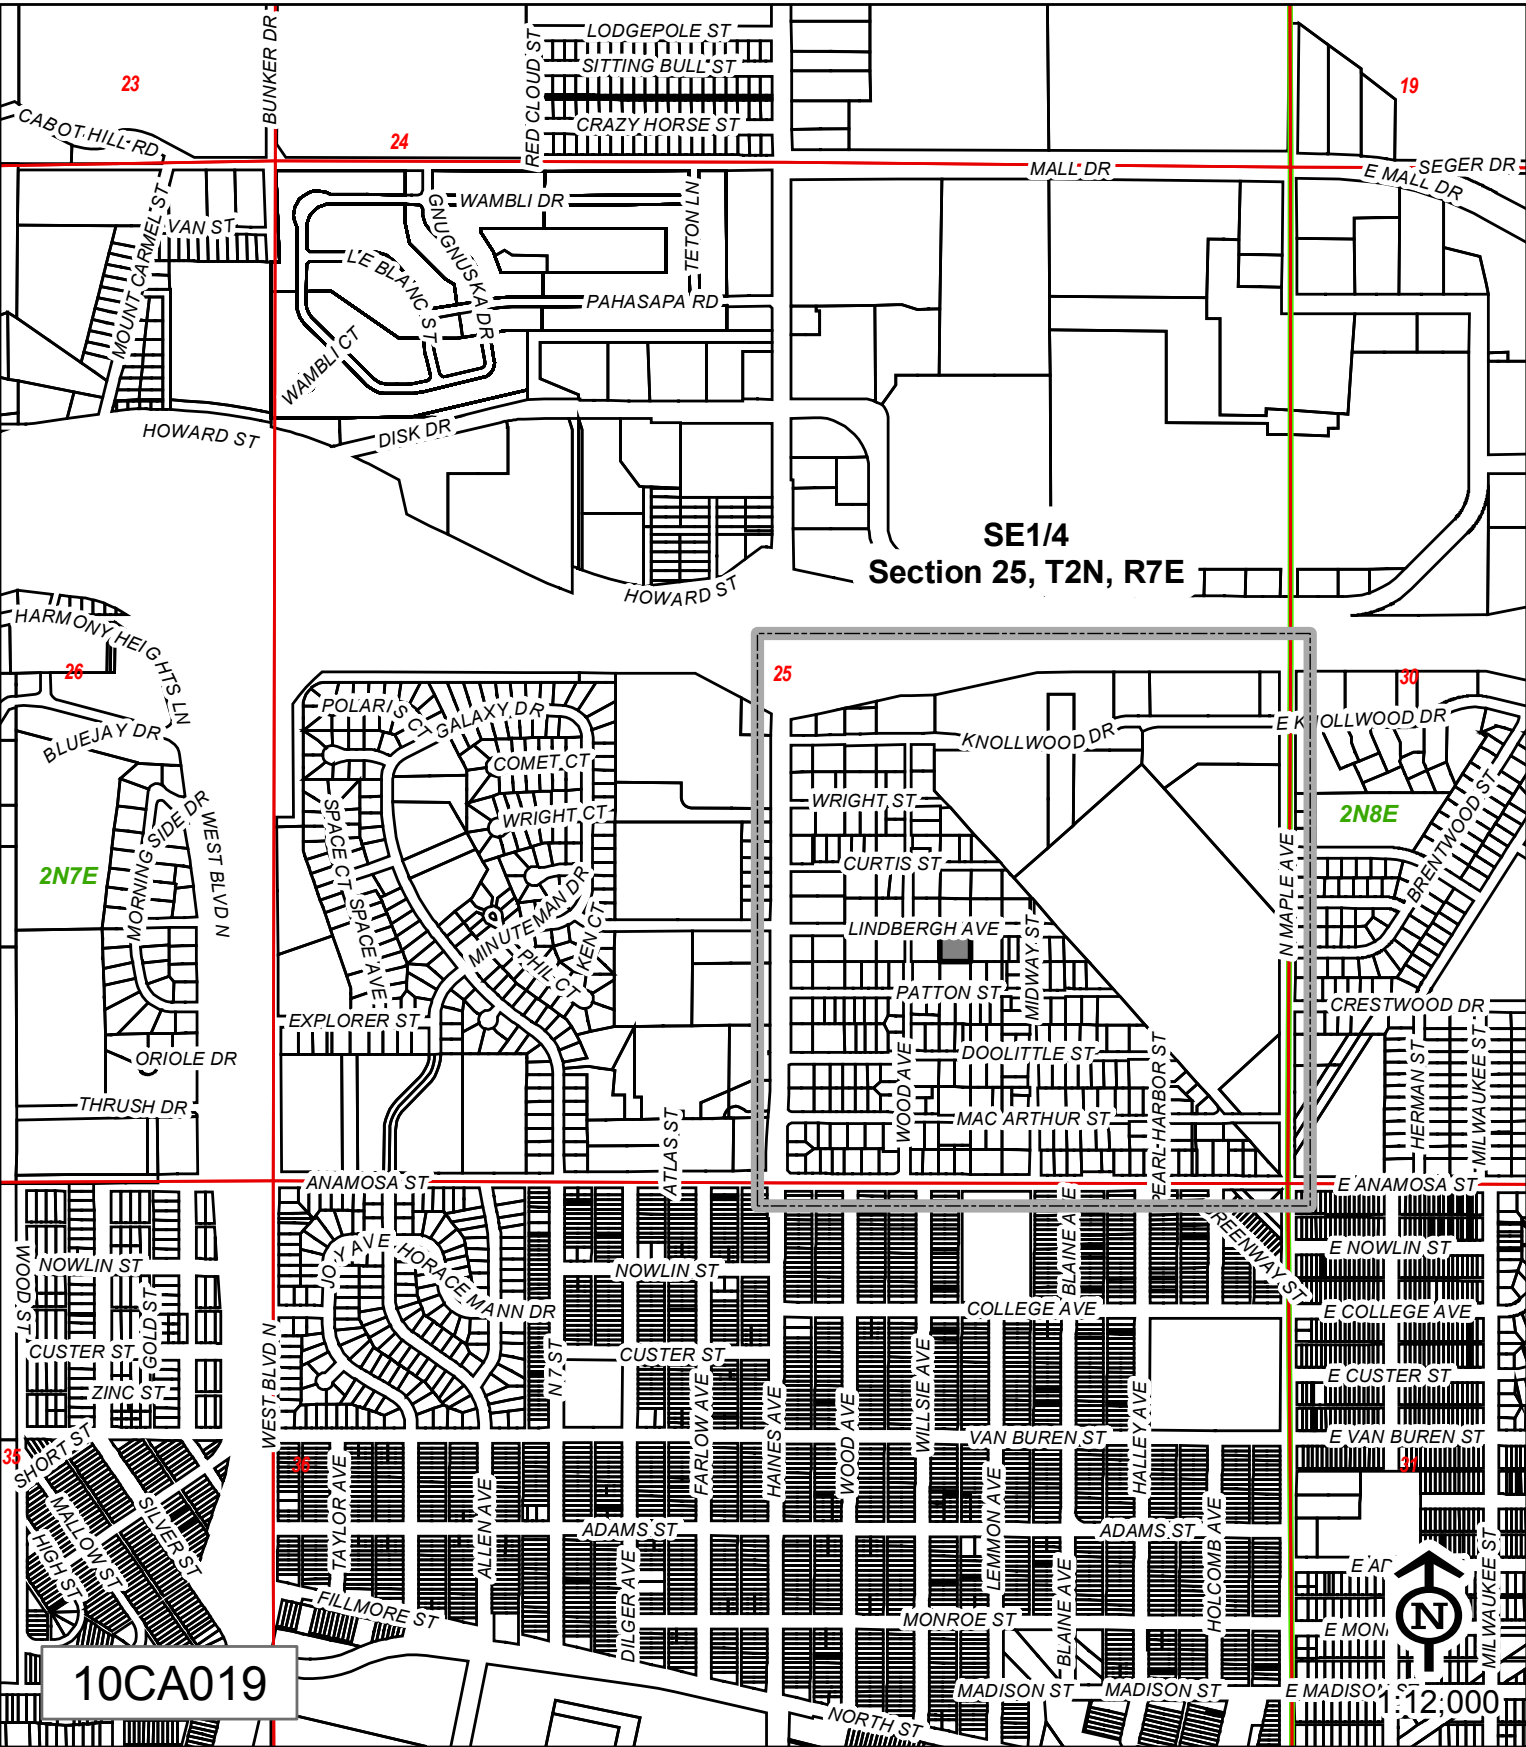 LODGEPOLE ST
SITTING BULL ST
CRAZY HORSE ST
RED CLOUD ST
BUNKER DR
23
24
19
CABOT HILL RD
MALL DR
SEGER DR
E MALL DR
MOUNT CARMEL ST
VAN ST
WAMBLI DR
GNUGNUSKA DR
TETON LN
LE BLANC ST
PAHASAPA RD
WAMBLI CT
HOWARD ST
DISK DR
SE1/4
Section 25, T2N, R7E
HOWARD ST
HARMONY HEIGHTS LN
26
25
30
BLUEJAY DR
POLARIS CT
GALAXY DR
KNOLLWOOD DR
E KNOLLWOOD DR
COMET CT
WRIGHT CT
WRIGHT ST
MORNING SIDE DR
WEST BLVD N
SPACE CT
2N8E
BRENTWOOD ST
2N7E
CURTIS ST
N MAPLE AVE
SPACE AVE
MINUTEMAN DR
KEN CT
PHIL CT
LINDBERGH AVE
MIDWAY ST
PATTON ST
EXPLORER ST
CRESTWOOD DR
ORIOLE DR
DOOLITTLE ST
WOOD AVE
PEARL HARBOR ST
HERMAN ST
MILWAUKEE ST
THRUSH DR
MAC ARTHUR ST
ATLAS ST
ANAMOSA ST
E ANAMOSA ST
WOOD ST
NOWLIN ST
GOLD ST
JOY AVE
HORACE MANN DR
NOWLIN ST
BLAINE AVE
GREENWAY ST
E NOWLIN ST
COLLEGE AVE
E COLLEGE AVE
CUSTER ST
ZINC ST
WEST BLVD N
N 7 ST
CUSTER ST
E CUSTER ST
FARLOW AVE
HAINES AVE
WOOD AVE
WILLSIE AVE
HALLEY AVE
VAN BUREN ST
E VAN BUREN ST
35
36
31
SHORT ST
MALLOW ST
HIGH ST
SILVER ST
TAYLOR AVE
ALLEN AVE
ADAMS ST
DILGER AVE
LEMMON AVE
BLAINE AVE
ADAMS ST
HOLCOMB AVE
E AD
N
MILWAUKEE ST
FILLMORE ST
MONROE ST
E MON
10CA019
MADISON ST
MADISON ST
E MADISON ST
1:12,000
NORTH ST